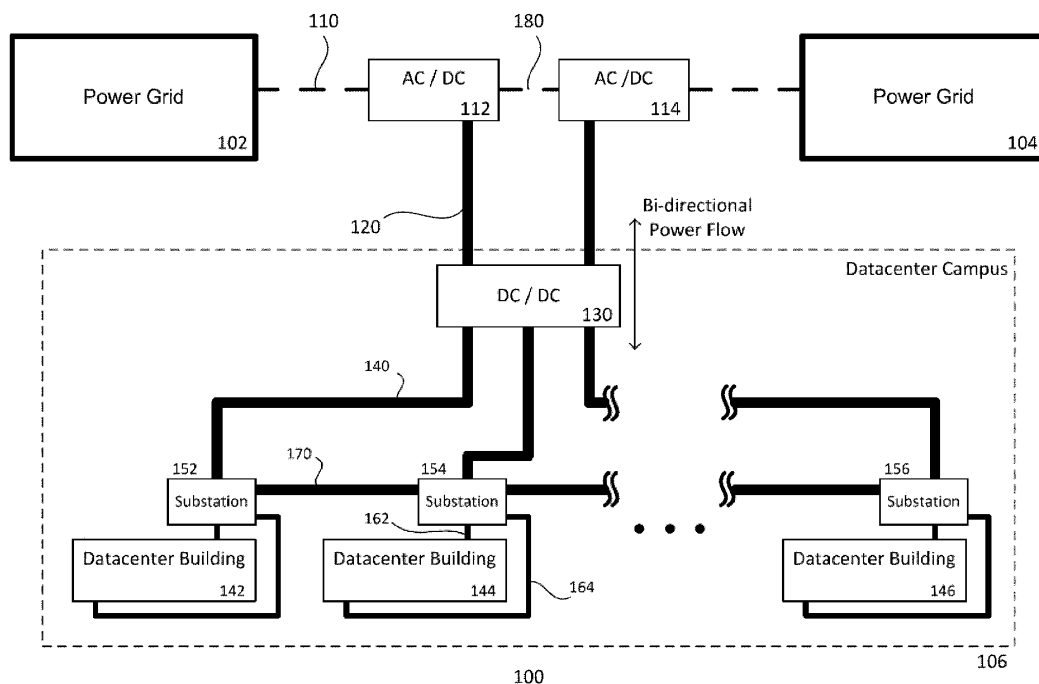 110
180
Power Grid
102
AC / DC
112
AC /DC
114
Power Grid
104
120
Bi-directional
Power Flow
Datacenter Campus
DC / DC
130
140
152
170
154
156
Substation
Substation
Substation
162
Datacenter Building
142
Datacenter Building
144
164
Datacenter Building
146
106
100